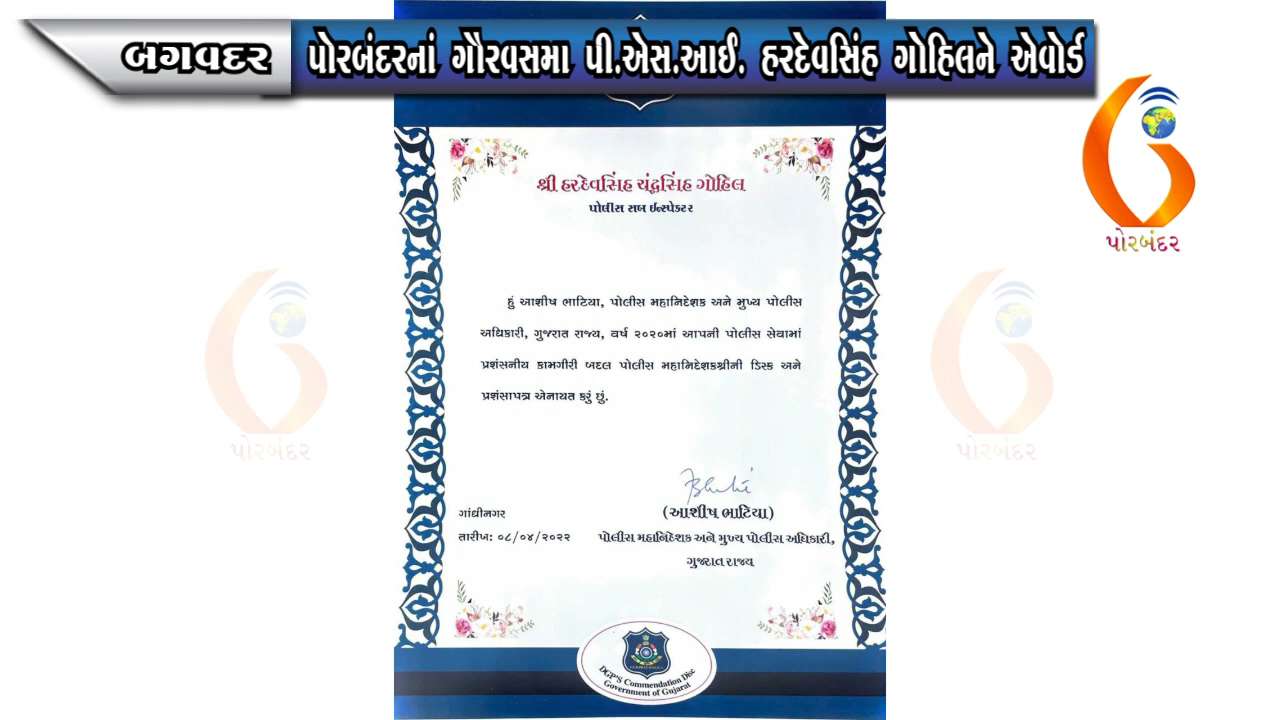 બગવદર
પોરબંદરનાં ગૌરવસમા પી.એસ.આઈ. હરદેવસિંહ ગોહિલને એવોર્ડ
પોરબંદર
શ્રી હરદેવસિંહ ચંદ્રસિંહ ગોહિલ
પોલીસ સબ ઈન્સ્પેક્ટર
હું આશીષ ભાટિયા, પોલીસ મહાનિદેશક અને મુખ્ય પોલીસ
અધિકારી, ગુજરાત રાજ્ય, વર્ષ ૨૦૨૦માં આપની પોલીસ સેવામાં
પ્રશંસનીય કામગીરી બદલ પોલીસ મહાનિદેશકશ્રીની ડિસ્ક અને
પ્રશંસાપત્ર એનાયત કરું છું.
પોરબંદર
પોરબંદર
ગાંધીનગર
તારીખ: ૦૮/૦૪/૨૦૨૨
(આશીષ ભાટિયા)
પોલીસ મહાનિદેશક અને મુખ્ય પોલીસ અધિકારી,
ગુજરાત રાજ્ય
DGP'S Commendation Disc
Government of Gujarat